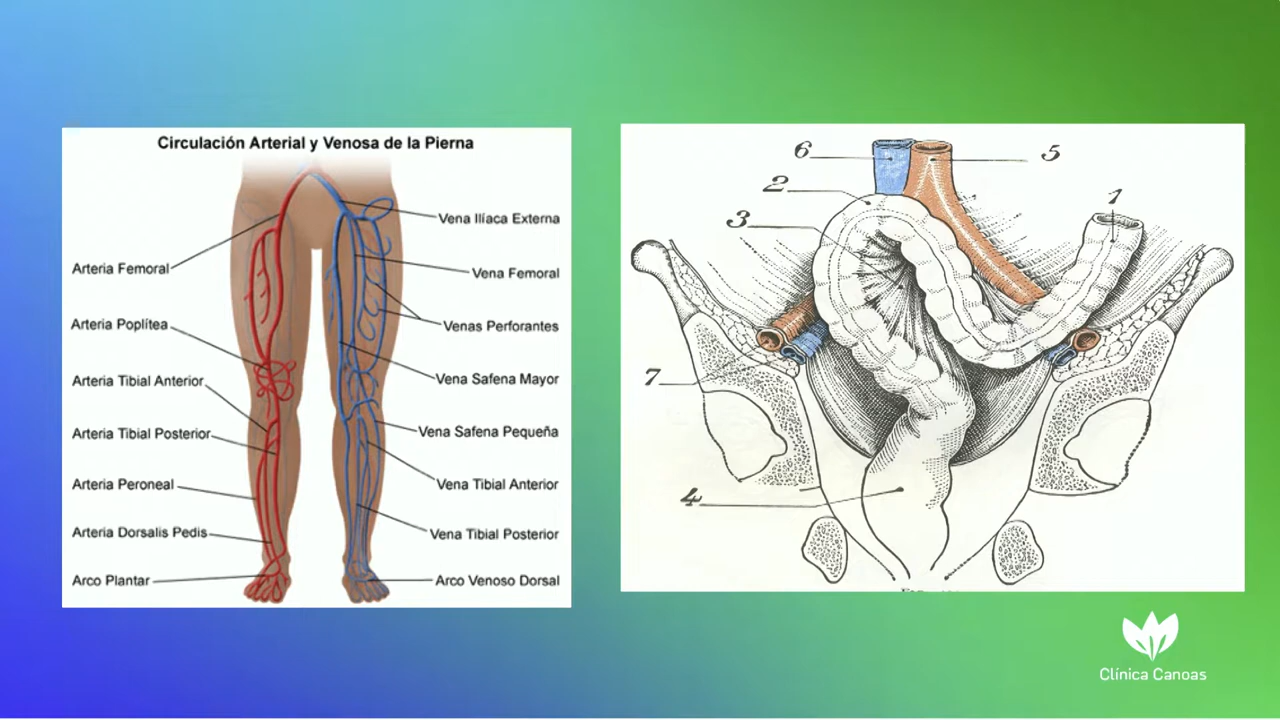 Circulación Arterial y Venosa de la Pierna
Arteria Femoral
Arteria Poplítea
Arteria Tibial Anterior
Arteria Tibial Posterior
Arteria Peroneal
Arteria Dorsalis Pedis
Arco Plantar
Vena Ilíaca Externa
Vena Femoral
Venas Perforantes
Vena Safena Mayor
Vena Safena Pequeña
Vena Tibial Anterior
Vena Tibial Posterior
Arco Venoso Dorsal
6
5
2
1
3
7
4
Clínica Canoas